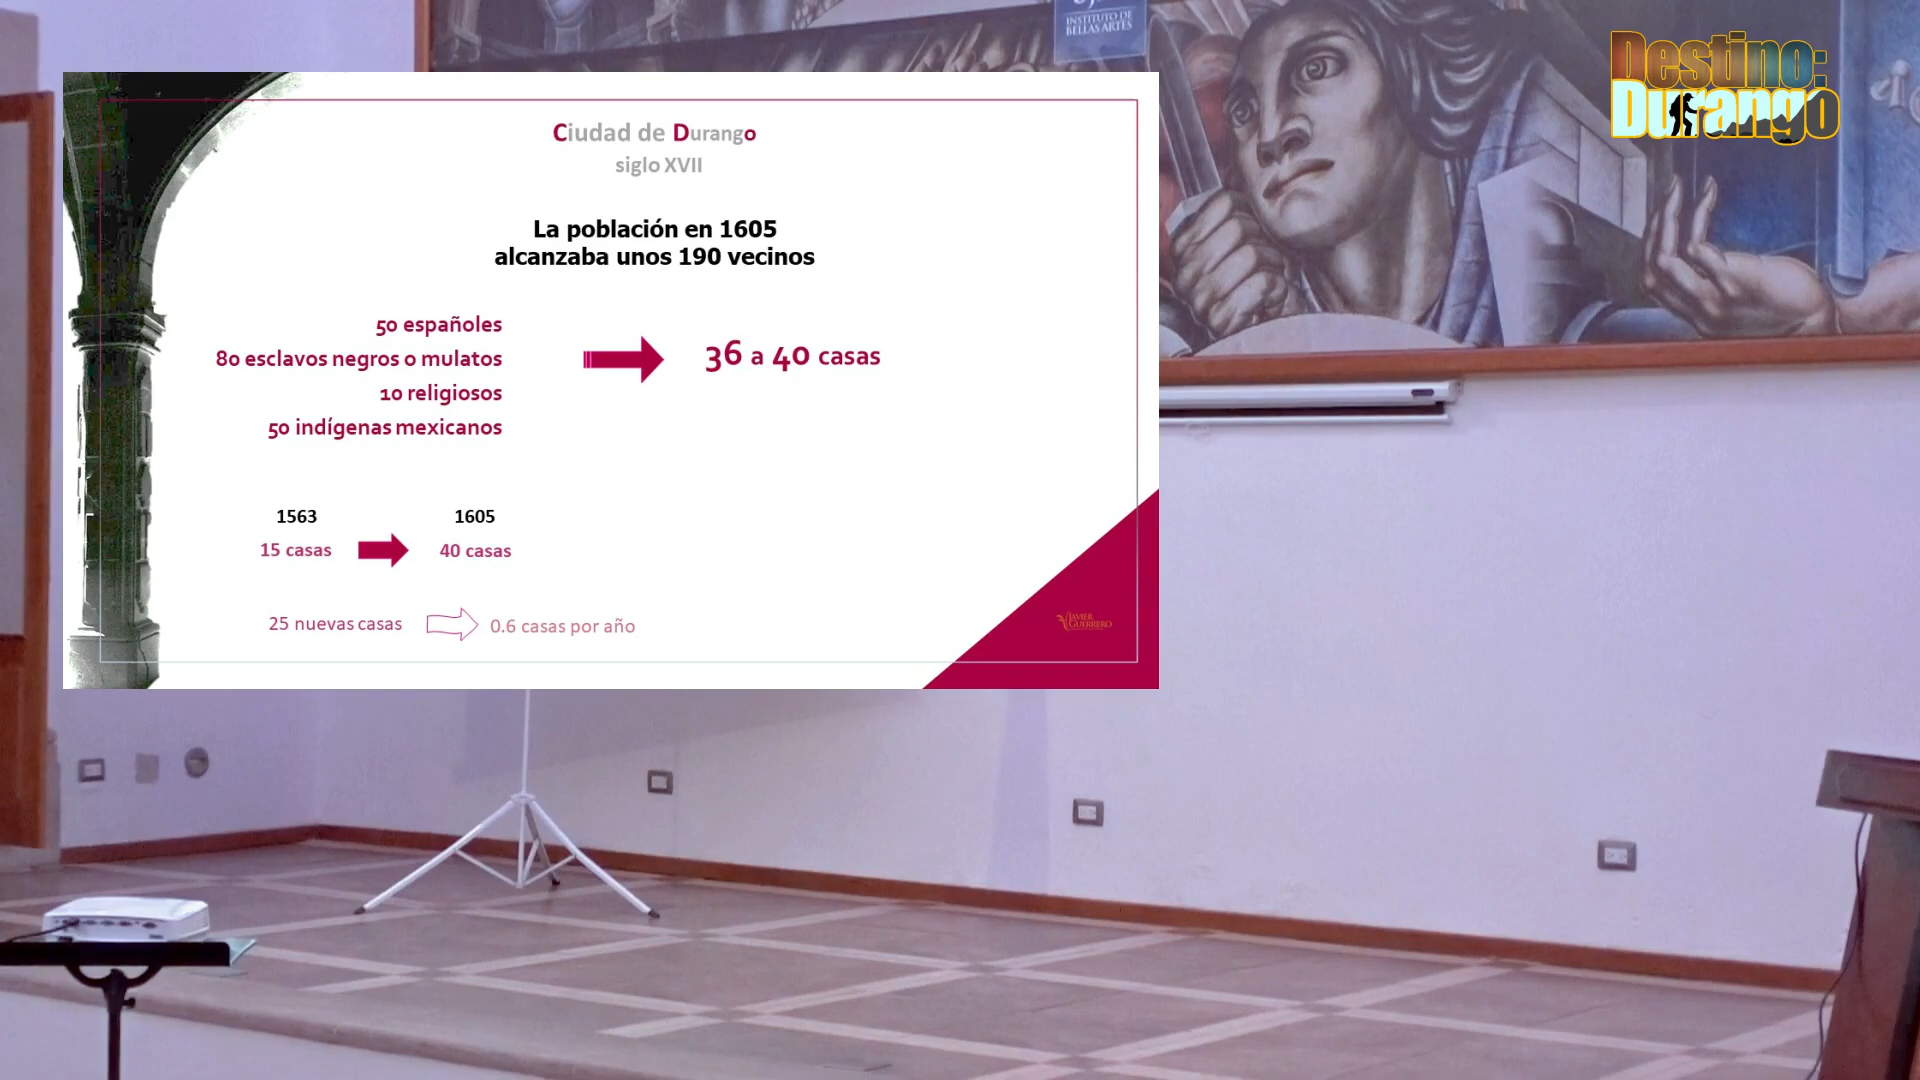 INSTITUTO DE
BELLAS ARTES
Destino:
Durango
Ciudad de Durango
siglo XVII
La población en 1605
alcanzaba unos 190 vecinos
50 españoles
80 esclavos negros o mulatos
10 religiosos
50 indígenas mexicanos
36 a 40 casas
1563
1605
15 casas
40 casas
25 nuevas casas
0.6 casas por año
JAVIER
GUERRERO